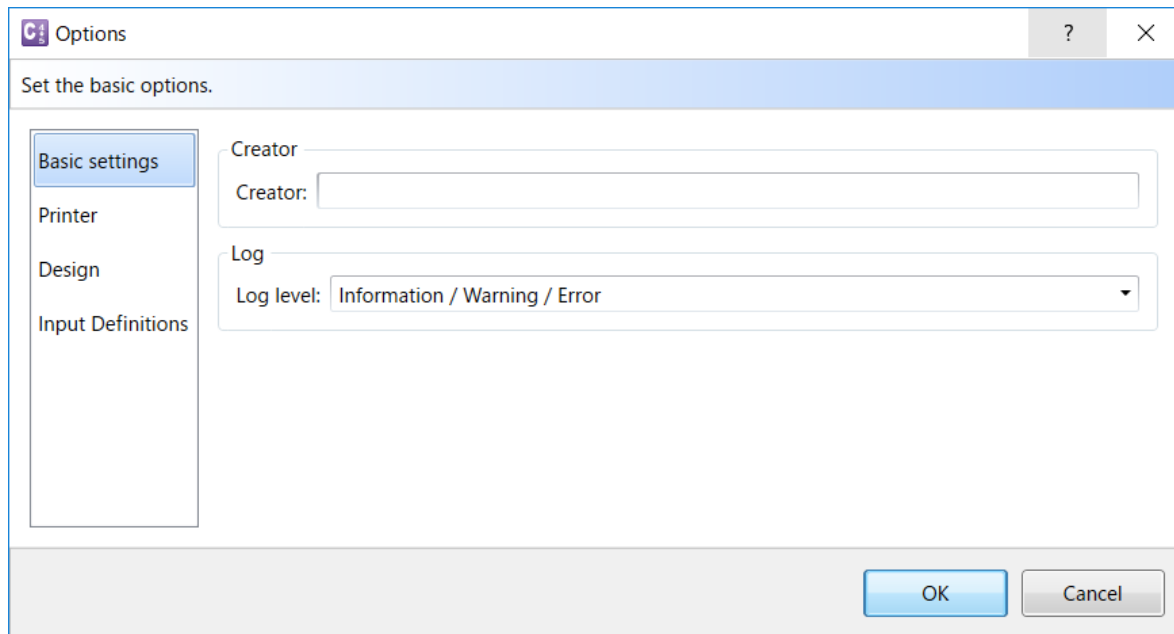 Options
?
Set the basic options.
Basic settings
Printer
Design
Input Definitions
Creator
Creator:
Log
Log level: Information / Warning / Error
OK Cancel